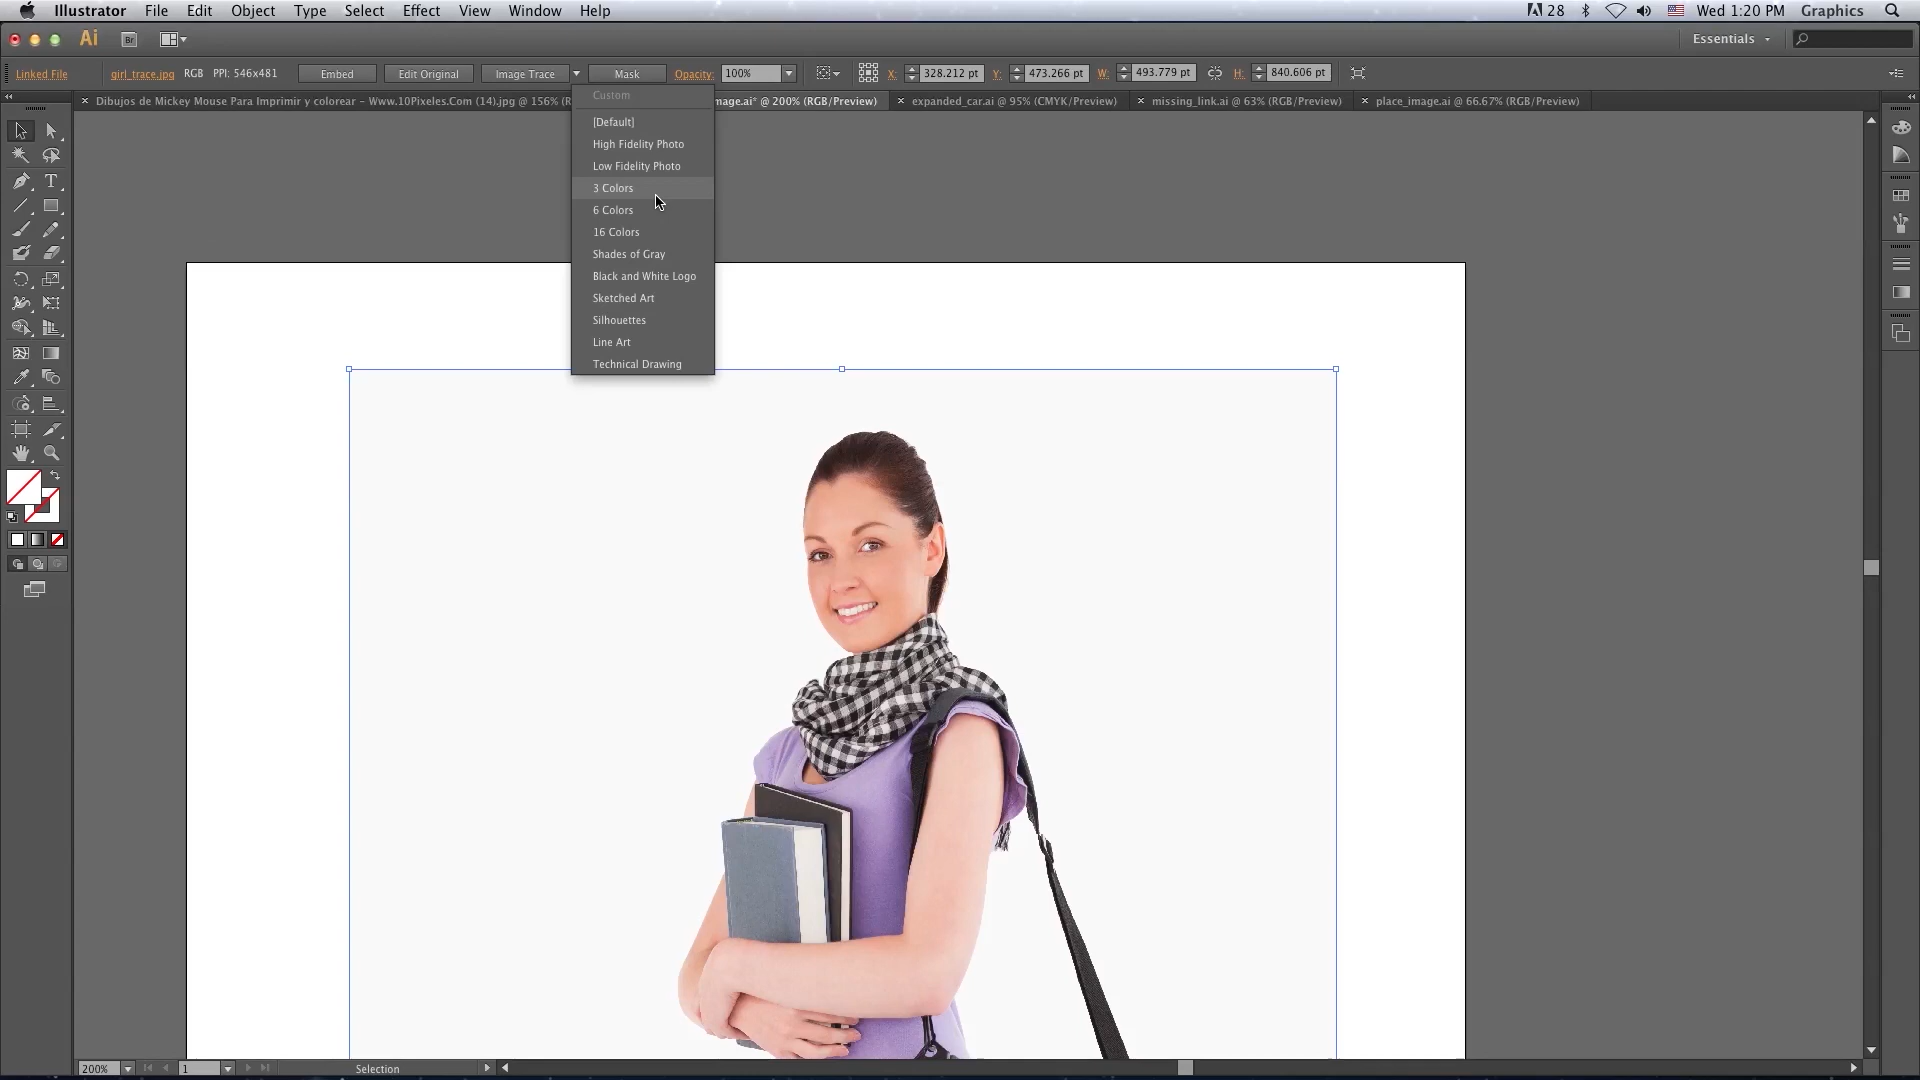 Illustrator File Edit Object Type Select Effect View Window Help 28 Wed 1:20 PM Graphics
Ai Br Essentials
Linked File girl_trace.jpg RGB PPI: 546x481 Embed Edit Original Image Trace Mask Opacity: 100% X: 328.212 pt Y: 473.266 pt W: 493.779 pt H: 840.606 pt
Dibujos de Mickey Mouse Para Imprimir y colorear - Www.10Pixeles.Com (14).jpg @ 156% (R mage.ai* @ 200% (RGB/Preview) expanded_car.ai @ 95% (CMYK/Preview) missing_link.ai @ 63% (RGB/Preview) place_image.ai @ 66.67% (RGB/Preview)
Custom
[Default]
High Fidelity Photo
Low Fidelity Photo
3 Colors
6 Colors
16 Colors
Shades of Gray
Black and White Logo
Sketched Art
Silhouettes
Line Art
Technical Drawing
T
200% 1 Selection